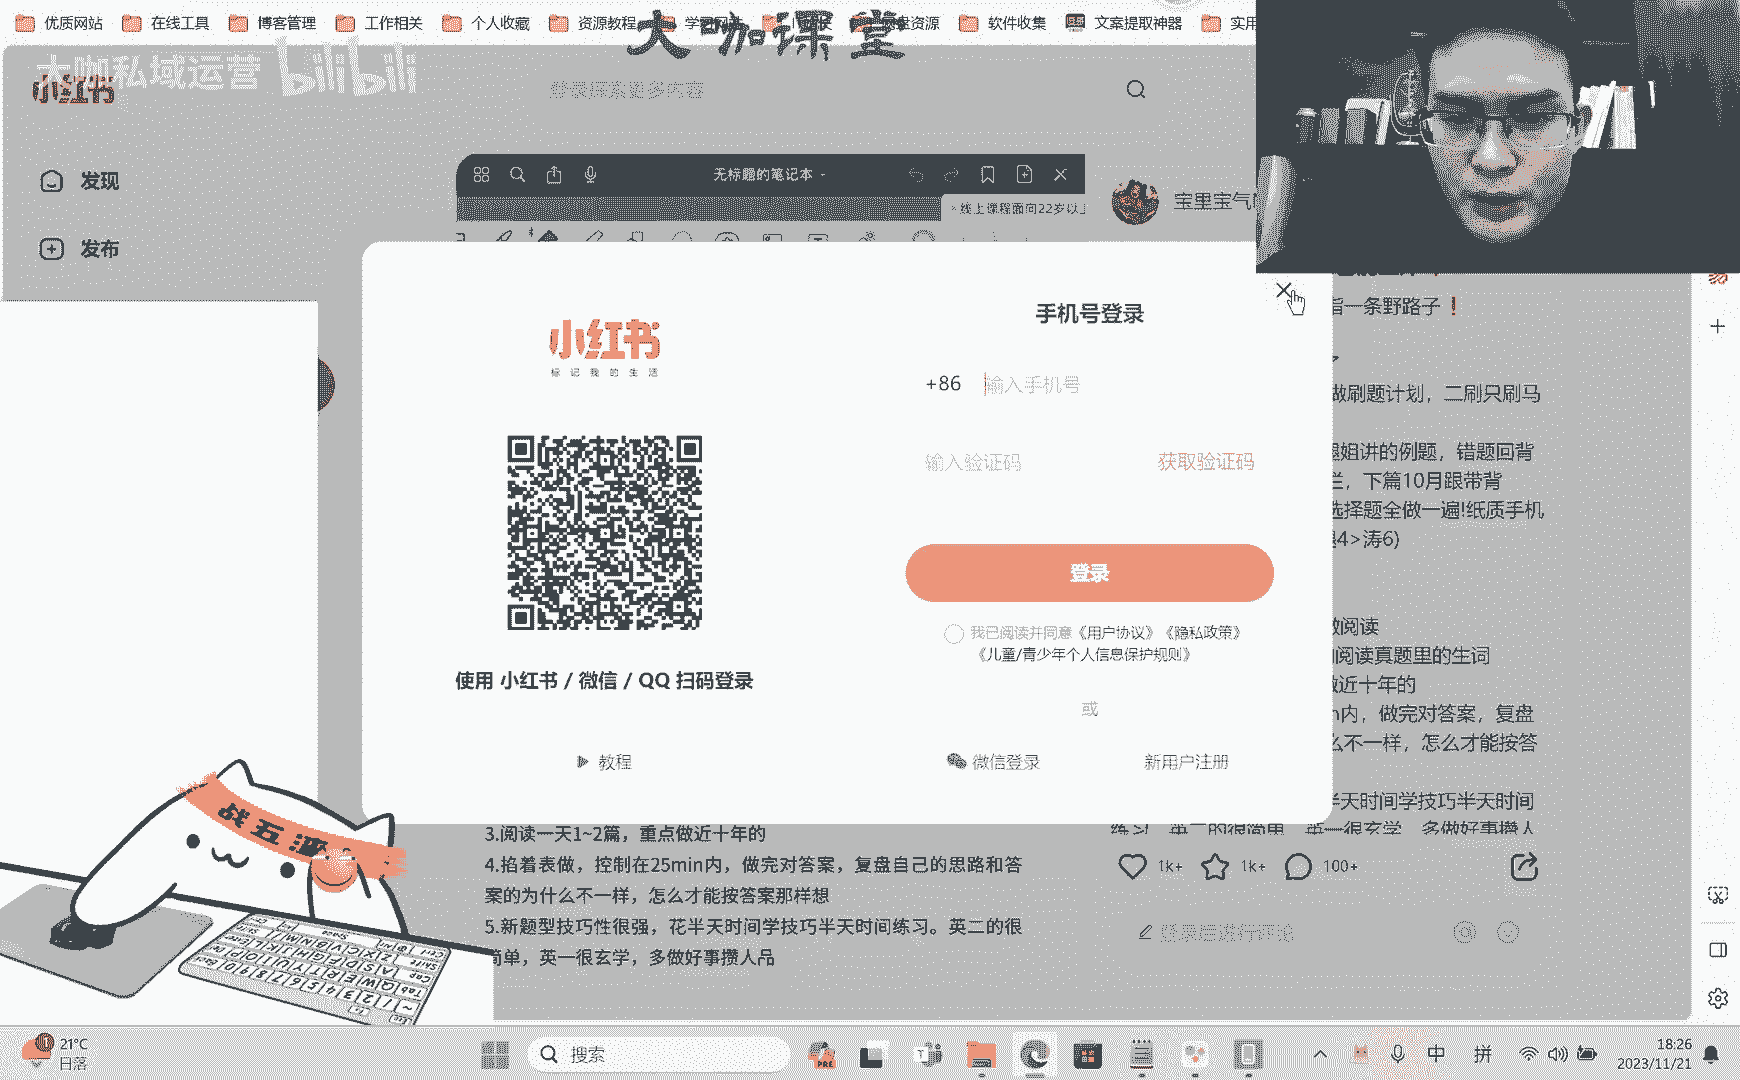 优质网站
在线工具
博客管理
工作相关
个人收藏
资源教程
网盘资源
软件收集
文案提取神器
实用
大咖课堂
大咖私域运营 bilibili
小红书
登录探索更多内容
发现
发布
无标题的笔记本
线上课程面向22岁以上
宝里宝气
指一条野路子❗
手机号登录
小红书
标记我的生活
+86 输入手机号
输入验证码 获取验证码
登录
我已阅读并同意《用户协议》《隐私政策》
《儿童/青少年个人信息保护规则》
或
使用 小红书 / 微信 / QQ 扫码登录
教程
微信登录
新用户注册
做刷题计划，二刷只刷马
姐讲的例题，错题回背
，下篇10月跟带背
选择题全做一遍!纸质手机
4>涛6)
阅读
阅读真题里的生词
近十年的
内，做完对答案，复盘
么不一样，怎么才能按答
半天时间学技巧半天时间
练习。英二的很简单，英一很玄学，多做好事攒人
3.阅读一天1~2篇，重点做近十年的
4.掐着表做，控制在25min内，做完对答案，复盘自己的思路和答
案的为什么不一样，怎么才能按答案那样想
5.新题型技巧性很强，花半天时间学技巧半天时间练习。英二的很
简单，英一很玄学，多做好事攒人品
1k+ 1k+ 100+
登录后进行评论
战五渣
21°C
日落
搜索
中
拼
18:26
2023/11/21